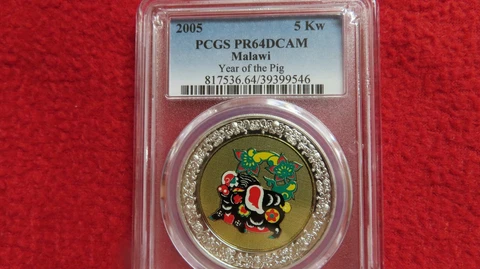 2005 5 Kw
PCGS PR64DCAM
Malawi
Year of the Pig
817536.64/39399546